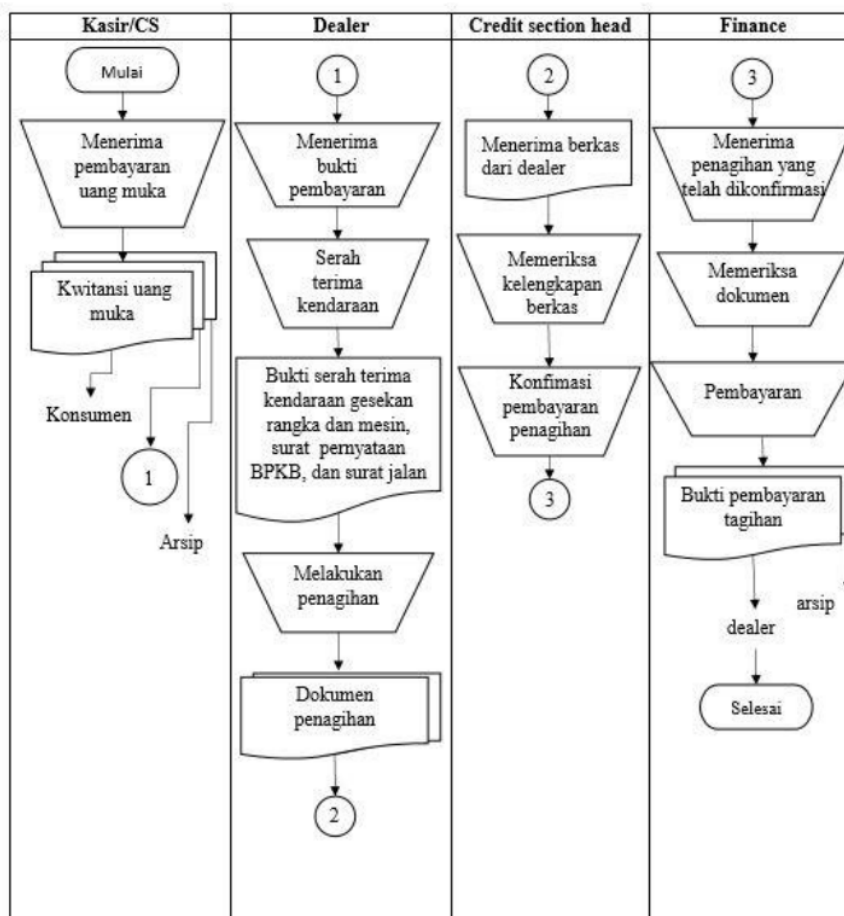 Kasir/CS
Dealer
Credit section head
Finance
Mulai
Menerima
pembayaran
uang muka
Kwitansi uang
muka
Konsumen
1
Arsip
1
Menerima
bukti
pembayaran
Serah
terima
kendaraan
Bukti serah terima
kendaraan gesekan
rangka dan mesin,
surat pernyataan
BPKB, dan surat jalan
Melakukan
penagihan
Dokumen
penagihan
2
2
Menerima berkas
dari dealer
Memeriksa
kelengkapan
berkas
Konfimasi
pembayaran
penagihan
3
3
Menerima
penagihan yang
telah dikonfirmasi
Memeriksa
dokumen
Pembayaran
Bukti pembayaran
tagihan
arsip
dealer
Selesai